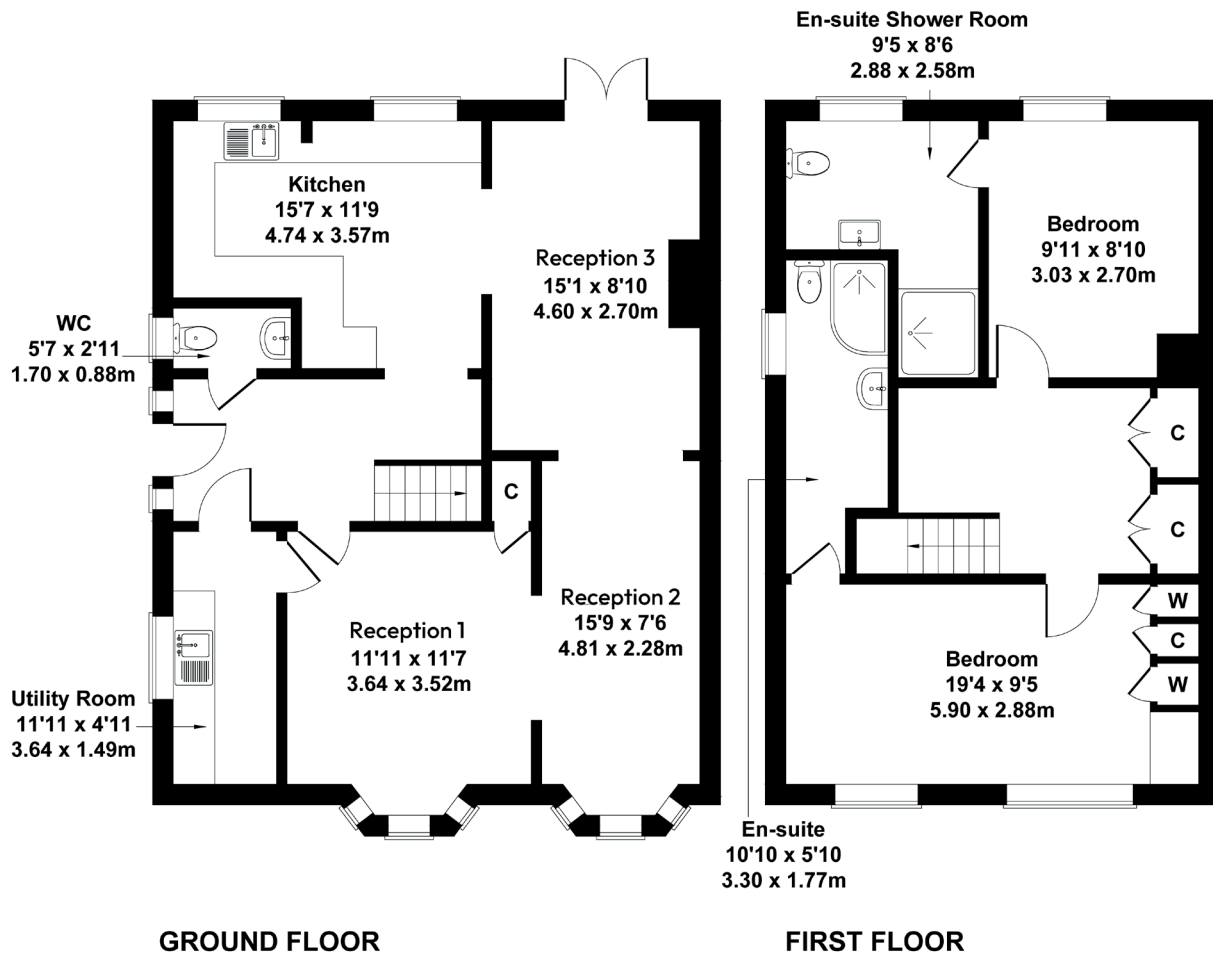 En-suite Shower Room
9'5 x 8'6
2.88 x 2.58m
Kitchen
15'7 x 11'9
4.74 x 3.57m
Reception 3
15'1 x 8'10
4.60 x 2.70m
WC
5'7 x 2'11
1.70 x 0.88m
C
Reception 1
11'11 x 11'7
3.64 x 3.52m
Reception 2
15'9 x 7'6
4.81 x 2.28m
Utility Room
11'11 x 4'11
3.64 x 1.49m
Bedroom
9'11 x 8'10
3.03 x 2.70m
C
C
W
C
W
Bedroom
19'4 x 9'5
5.90 x 2.88m
En-suite
10'10 x 5'10
3.30 x 1.77m
GROUND FLOOR
FIRST FLOOR